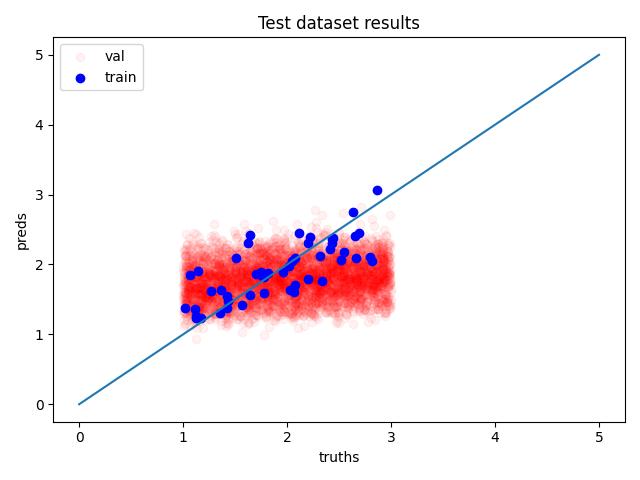 Test dataset results
val
train
5
4
3
2
1
0
preds
0 1 2 3 4 5
truths